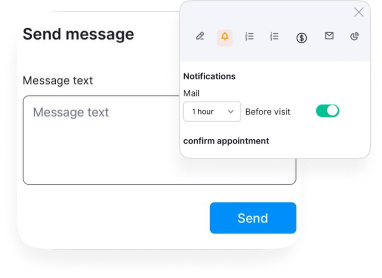 Send message
Message text
Message text
Send
Notifications
Mail
1 hour Before visit
confirm appointment